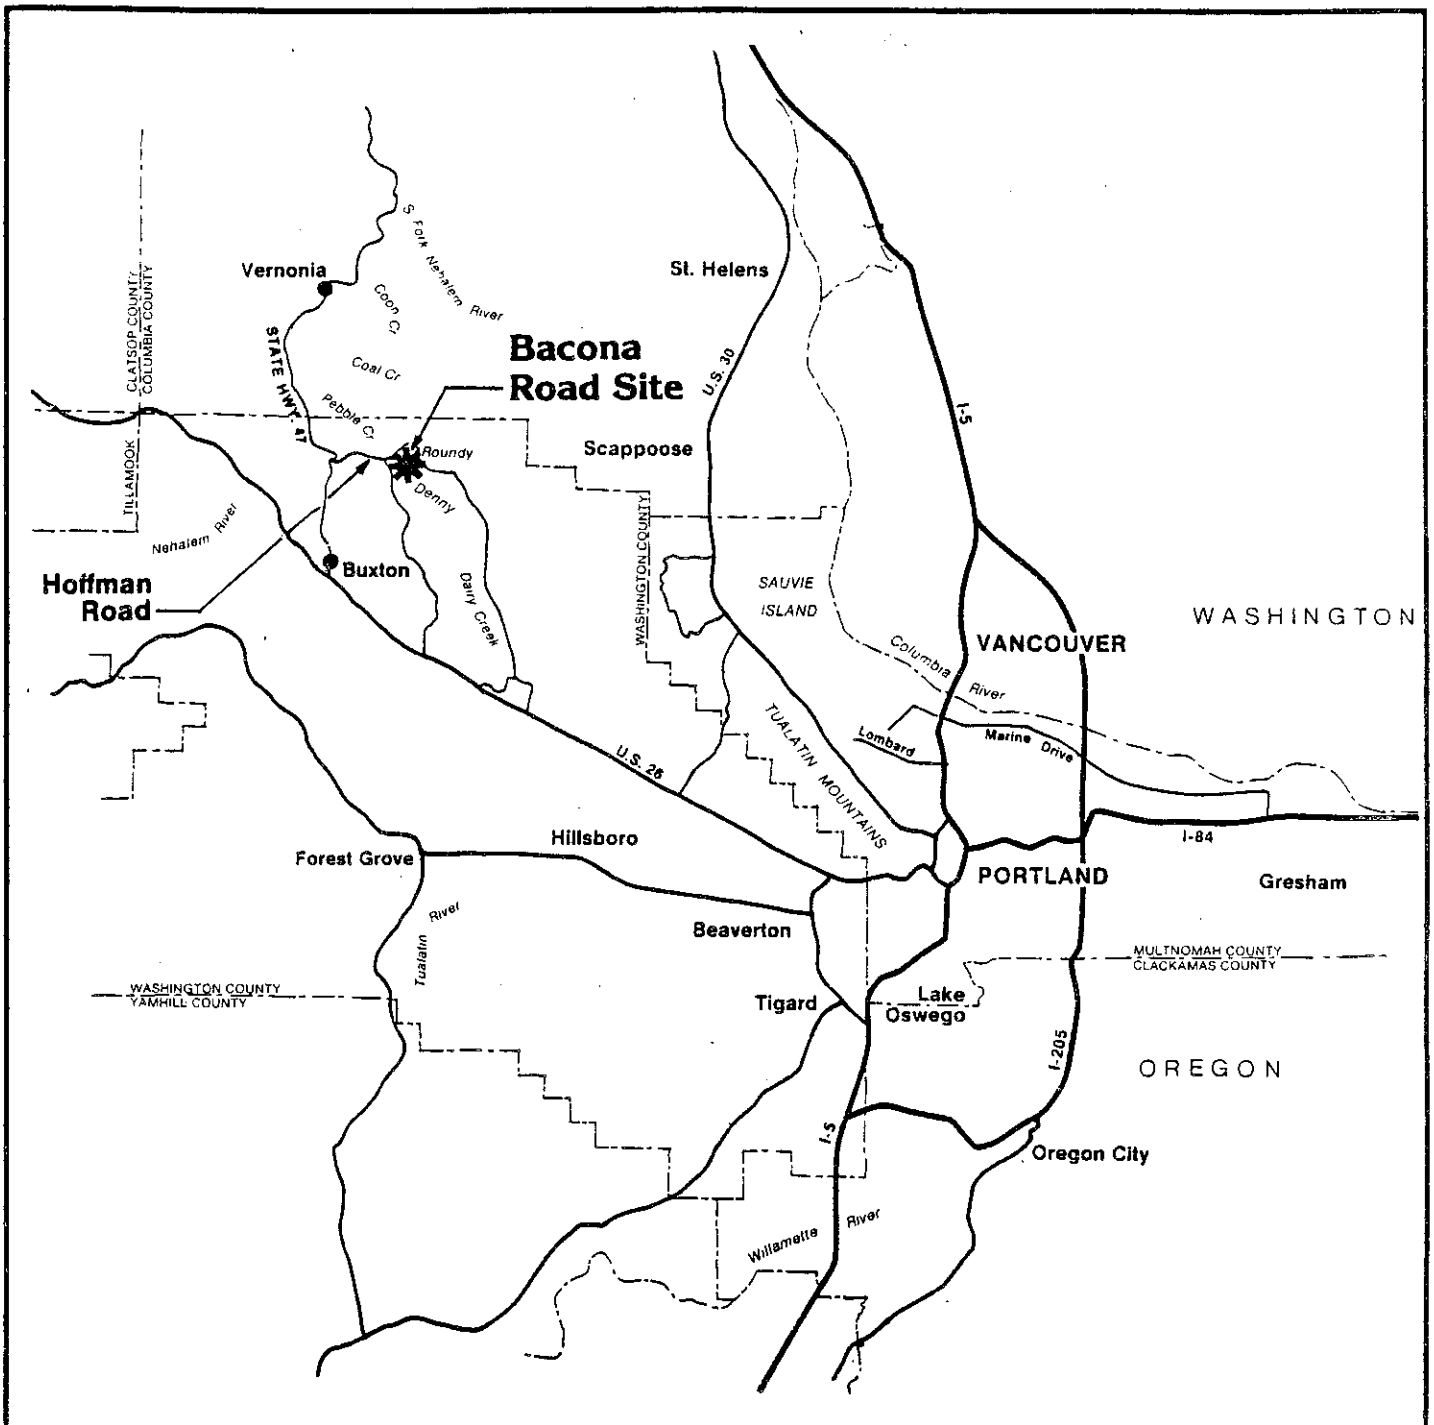 S. Fork Nehalem River
Vernonia
St. Helens
CLATSOP COUNTY
COLUMBIA COUNTY
Coon Cr
STATE HWY. 47
Bacona
Road Site
Coal Cr
U.S. 30
Pebble Cr
I-5
Scappoose
Roundy
TILLAMOOK
Denny
Nehalem River
WASHINGTON COUNTY
Hoffman
Road
Buxton
Dairy Creek
SAUVIE
ISLAND
WASHINGTON
VANCOUVER
Columbia River
TUALATIN MOUNTAINS
Lombard
Marine Drive
U.S. 26
Hillsboro
I-84
Forest Grove
PORTLAND
Gresham
Tualatin River
Beaverton
MULTNOMAH COUNTY
CLACKAMAS COUNTY
WASHINGTON COUNTY
YAMHILL COUNTY
Tigard
Lake
Oswego
I-205
OREGON
I-5
Oregon City
Willamette River